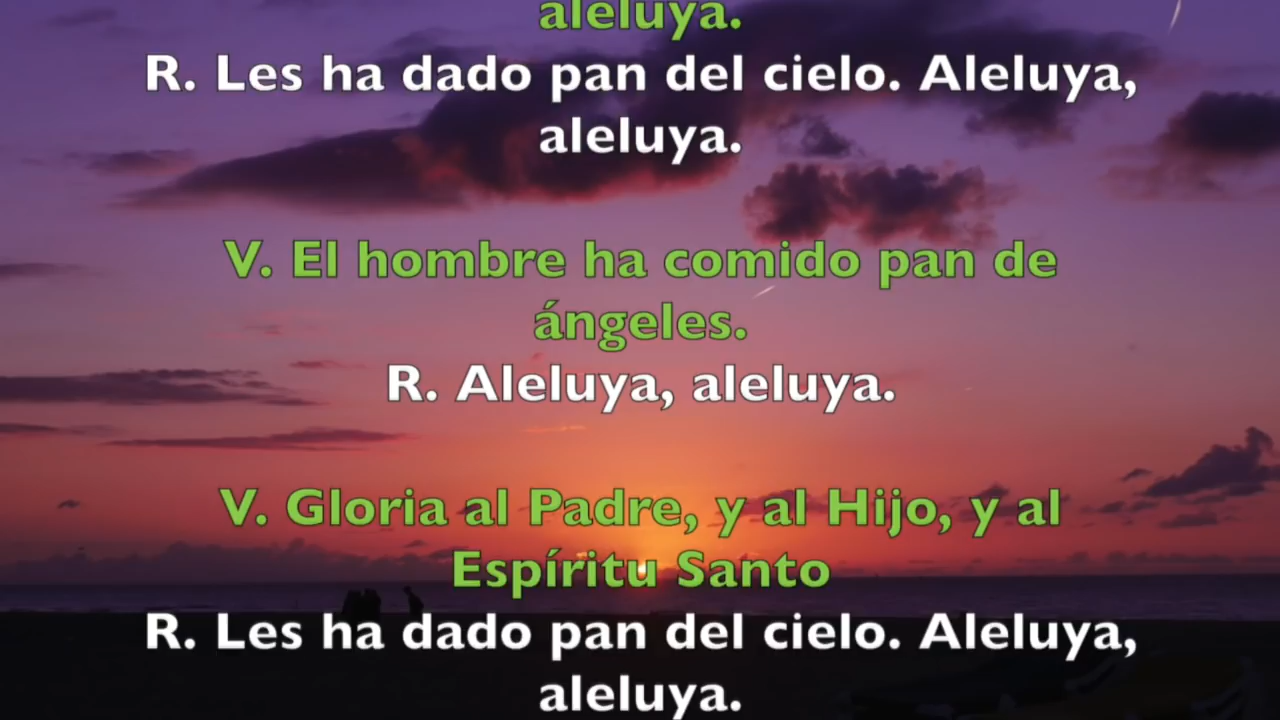 aleluya.
R. Les ha dado pan del cielo. Aleluya,
aleluya.
V. El hombre ha comido pan de
ángeles.
R. Aleluya, aleluya.
V. Gloria al Padre, y al Hijo, y al
Espíritu Santo
R. Les ha dado pan del cielo. Aleluya,
aleluya.